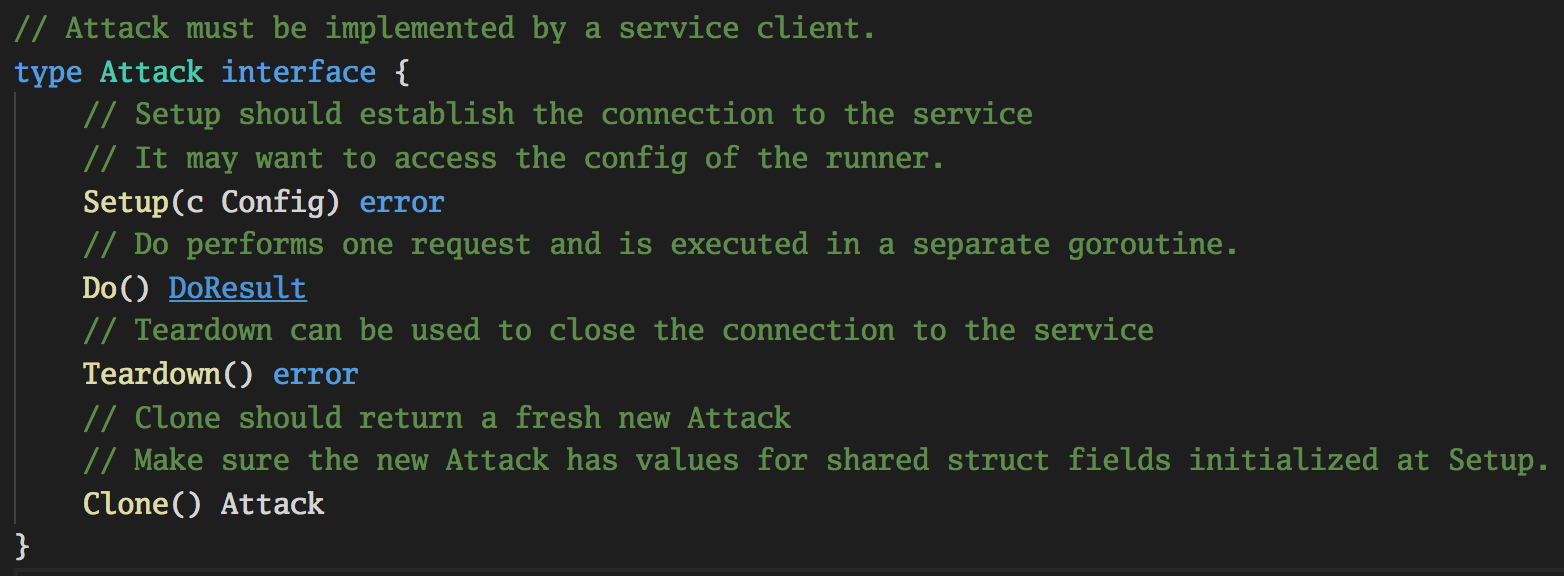 // Attack must be implemented by a service client.
type Attack interface {
    // Setup should establish the connection to the service
    // It may want to access the config of the runner.
    Setup(c Config) error
    // Do performs one request and is executed in a separate goroutine.
    Do() DoResult
    // Teardown can be used to close the connection to the service
    Teardown() error
    // Clone should return a fresh new Attack
    // Make sure the new Attack has values for shared struct fields initialized at Setup.
    Clone() Attack
}